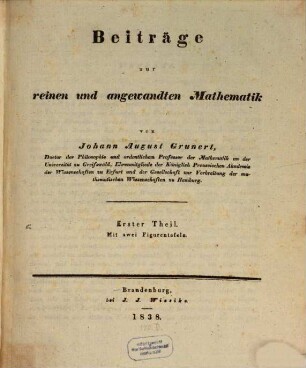 Beiträge
zur
reinen und angewandten Mathematik
von
Johann August Grunert,
Doctor der Philosophie und ordentlichem Professor der Mathematik an der
Universität zu Greifswald, Ehrenmitgliede der Königlich Preussischen Akademie
der Wissenschaften zu Erfurt und der Gesellschaft zur Verbreitung der ma-
thematischen Wissenschaften zu Hamburg.
Erster Theil.
Mit zwei Figurentafeln.
Brandenburg,
bei J. J. Wiesike.
1838.